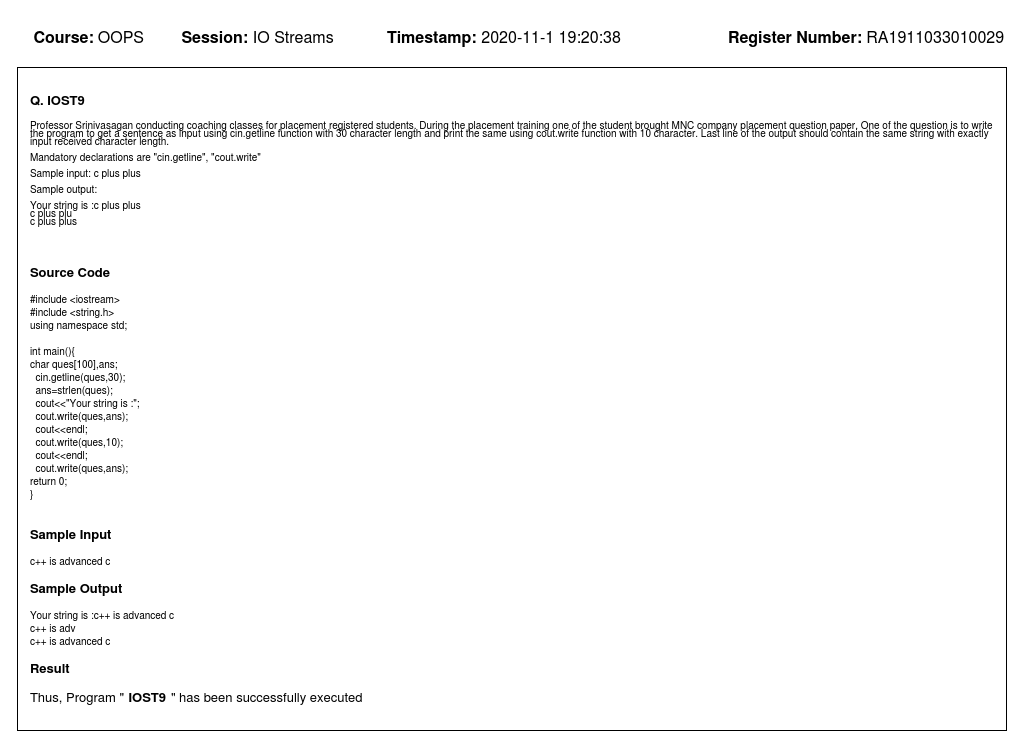 Course: OOPS Session: IO Streams Timestamp: 2020-11-1 19:20:38 Register Number: RA1911033010029
Q. IOST9
Professor Srinivasagan conducting coaching classes for placement registered students. During the placement training one of the student brought MNC company placement question paper, One of the question is to write
the program to get a sentence as input using cin.getline function with 30 character length and print the same using cout.write function with 10 character. Last line of the output should contain the same string with exactly
input received character length.
Mandatory declarations are "cin.getline", "cout.write"
Sample input: c plus plus
Sample output:
Your string is :c plus plus
c plus plu
c plus plus
Source Code
#include <iostream>
#include <string.h>
using namespace std;
int main(){
char ques[100],ans;
cin.getline(ques,30);
ans=strlen(ques);
cout<<"Your string is :";
cout.write(ques,ans);
cout<<endl;
cout.write(ques,10);
cout<<endl;
cout.write(ques,ans);
return 0;
}
Sample Input
c++ is advanced c
Sample Output
Your string is :c++ is advanced c
c++ is adv
c++ is advanced c
Result
Thus, Program " IOST9 " has been successfully executed